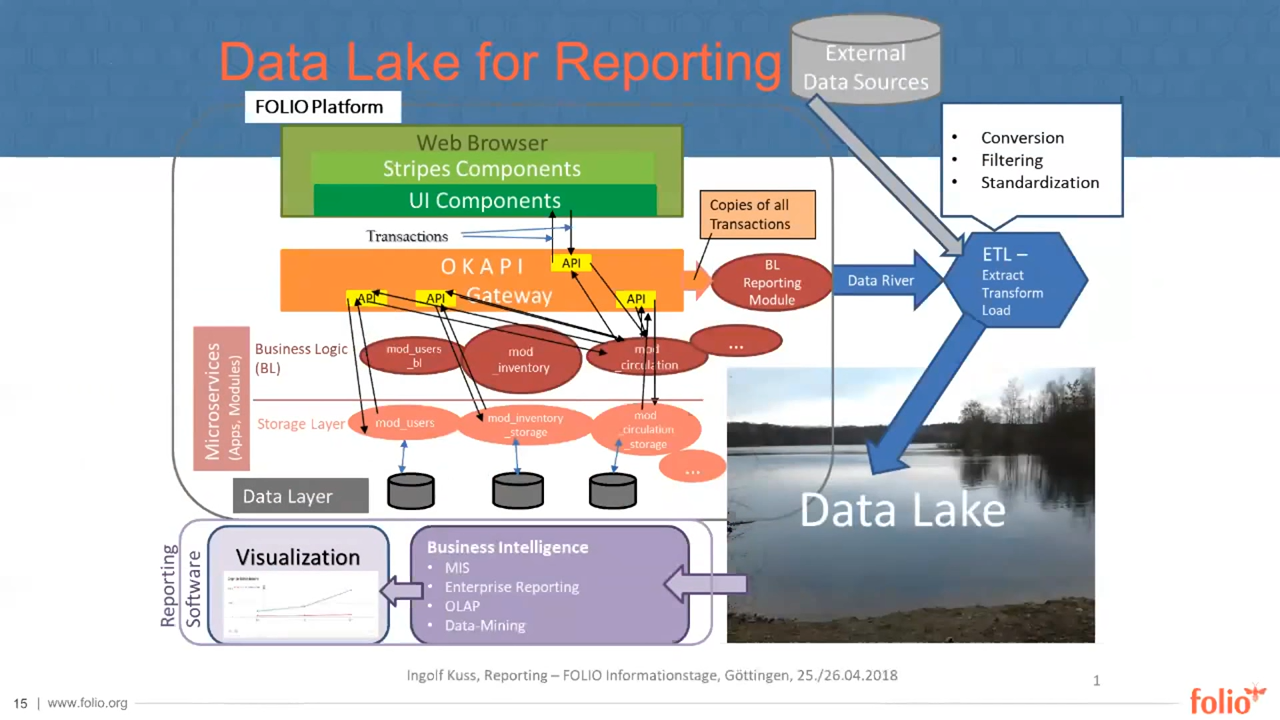 Data Lake for Reporting
External
Data Sources
FOLIO Platform
• Conversion
• Filtering
• Standardization
Web Browser
Stripes Components
UI Components
Copies of all
Transactions
Transactions
OKAPI
Gateway
API
API
API
API
BL
Reporting
Module
Data River
ETL –
Extract
Transform
Load
Microservices
(Apps, Modules)
Business Logic
(BL)
mod_users
_bl
mod
_inventory
mod
_circulation
...
Storage Layer
mod_users
mod_inventory
_storage
mod
_circulation
_storage
...
Data Layer
Data Lake
Reporting
Software
Visualization
Business Intelligence
• MIS
• Enterprise Reporting
• OLAP
• Data-Mining
Ingolf Kuss, Reporting – FOLIO Informationstage, Göttingen, 25./26.04.2018
1
15 | www.folio.org
folio